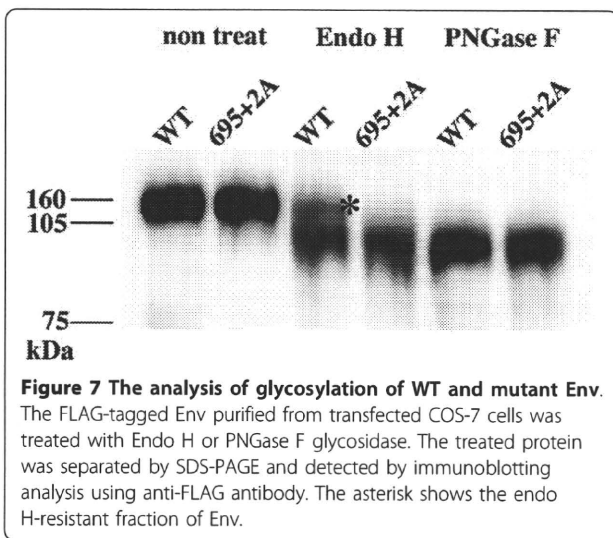 non treat Endo H PNGase F
WT 695+2A WT 695+2A WT 695+2A
160
*
105
75
kDa
Figure 7 The analysis of glycosylation of WT and mutant Env.
The FLAG-tagged Env purified from transfected COS-7 cells was
treated with Endo H or PNGase F glycosidase. The treated protein
was separated by SDS-PAGE and detected by immunoblotting
analysis using anti-FLAG antibody. The asterisk shows the endo
H-resistant fraction of Env.